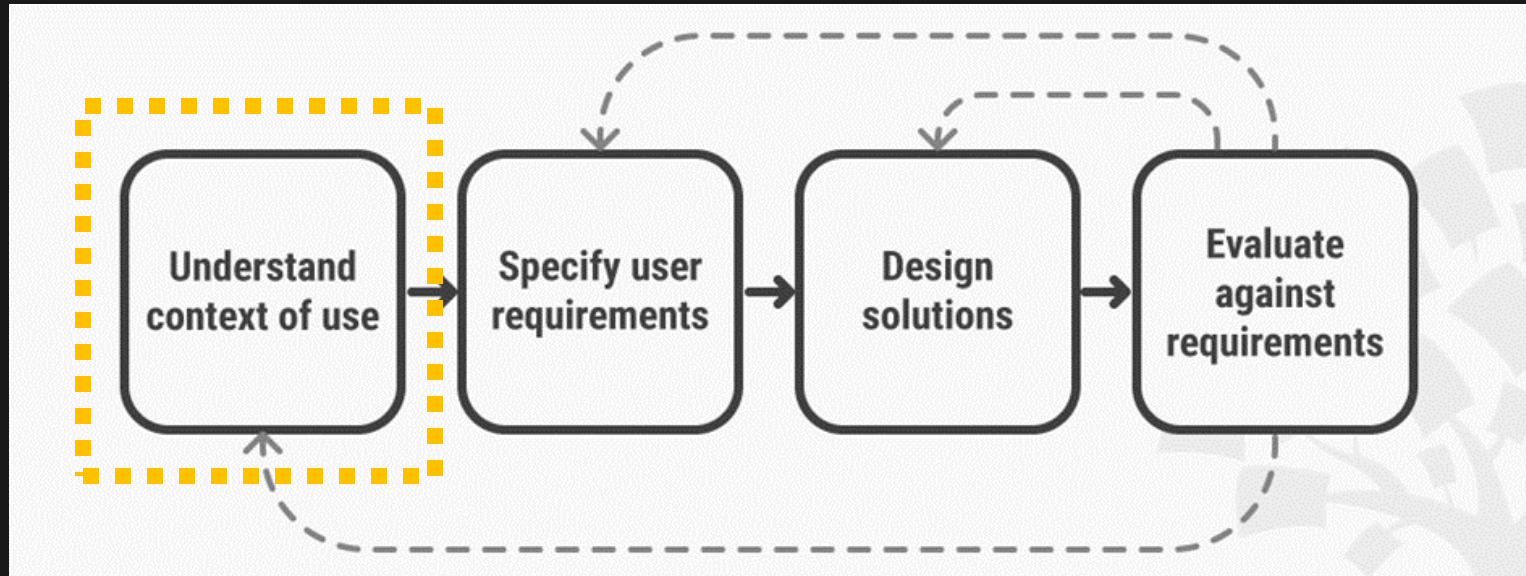 Understand
context of use
Specify user
requirements
Design
solutions
Evaluate
against
requirements